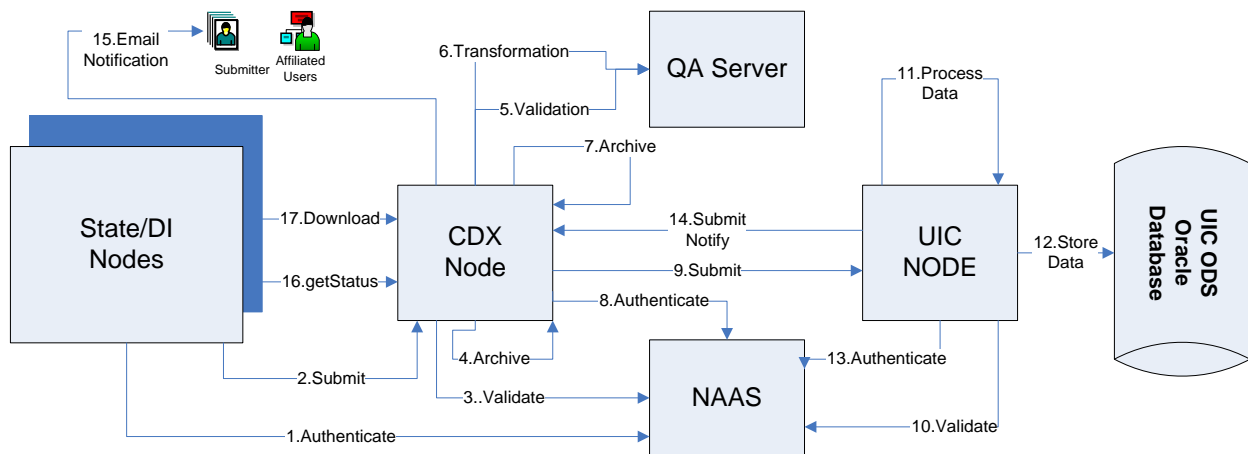 15.Email
Notification
Submitter
Affiliated
Users
6.Transformation
5.Validation
QA Server
11.Process
Data
7.Archive
State/DI
Nodes
17.Download
16.getStatus
CDX
Node
14.Submit
Notify
9.Submit
UIC
NODE
12.Store
Data
UIC ODS
Oracle
Database
8.Authenticate
4.Archive
2.Submit
3..Validate
1.Authenticate
NAAS
13.Authenticate
10.Validate